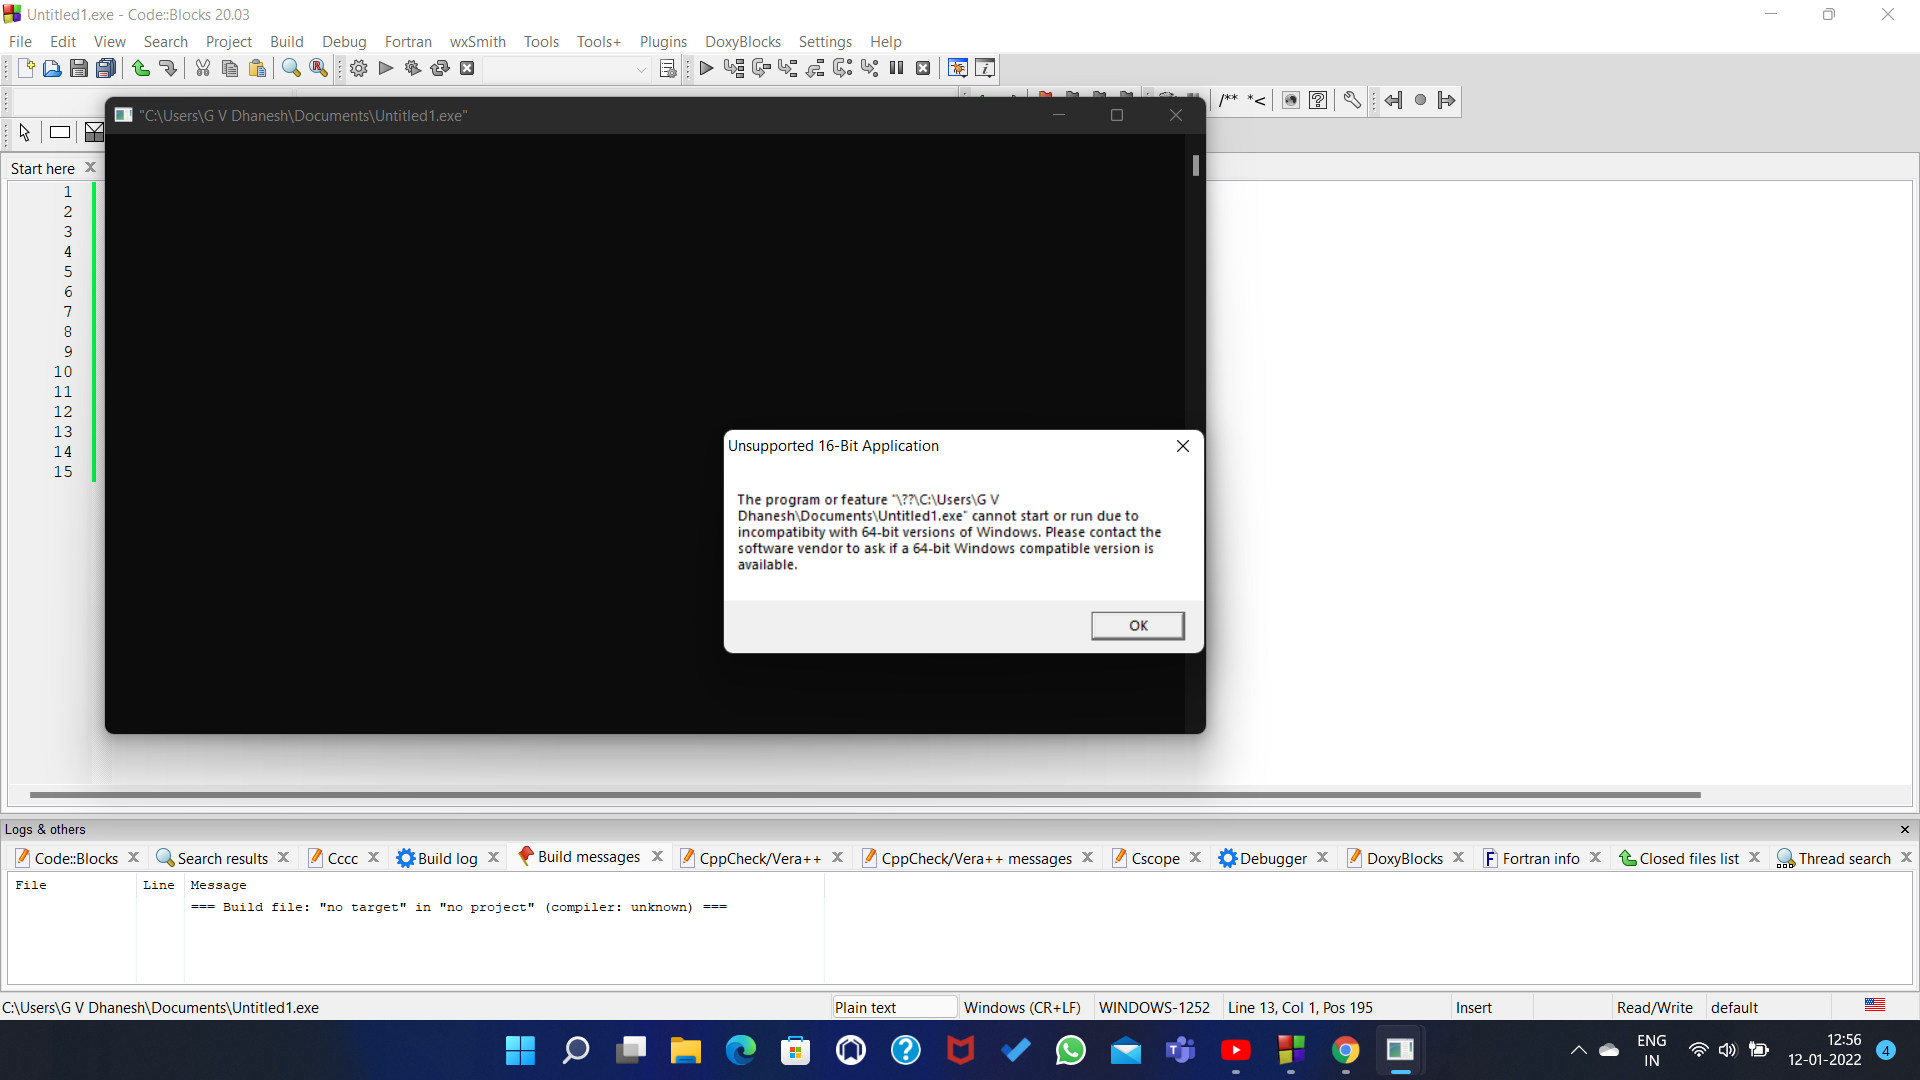 Untitled1.exe - Code::Blocks 20.03
File Edit View Search Project Build Debug Fortran wxSmith Tools Tools+ Plugins DoxyBlocks Settings Help
/** *<
"C:\Users\G V Dhanesh\Documents\Untitled1.exe"
Start here
1
2
3
4
5
6
7
8
9
10
11
12
13
14
15
Unsupported 16-Bit Application
The program or feature "\??\C:\Users\G V
Dhanesh\Documents\Untitled1.exe" cannot start or run due to
incompatibity with 64-bit versions of Windows. Please contact the
software vendor to ask if a 64-bit Windows compatible version is
available.
OK
Logs & others
Code::Blocks Search results Cccc Build log Build messages CppCheck/Vera++ CppCheck/Vera++ messages Cscope Debugger DoxyBlocks Fortran info Closed files list Thread search
File Line Message
=== Build file: "no target" in "no project" (compiler: unknown) ===
C:\Users\G V Dhanesh\Documents\Untitled1.exe Plain text Windows (CR+LF) WINDOWS-1252 Line 13, Col 1, Pos 195 Insert Read/Write default
ENG
IN
12:56
12-01-2022
4